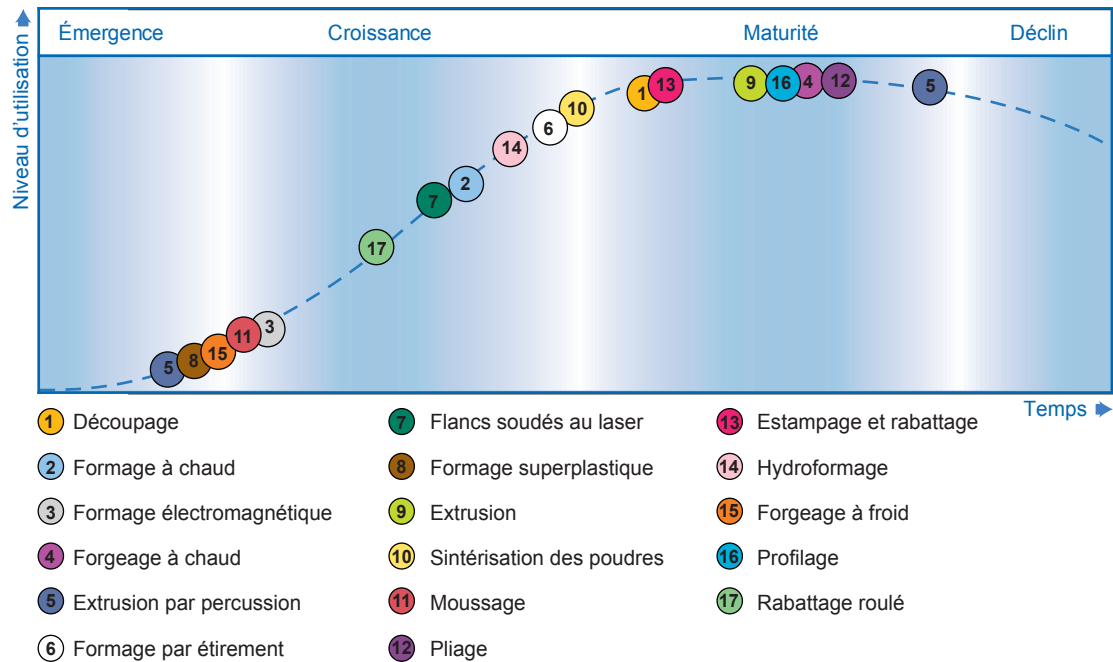 Émergence Croissance Maturité Déclin
Niveau d'utilisation
1 13 9 16 4 12 5
10
6
14
2
7
17
3
11
15
8
5
Temps
1 Découpage 7 Flancs soudés au laser 13 Estampage et rabattage
2 Formage à chaud 8 Formage superplastique 14 Hydroformage
3 Formage électromagnétique 9 Extrusion 15 Forgeage à froid
4 Forgeage à chaud 10 Sintérisation des poudres 16 Profilage
5 Extrusion par percussion 11 Moussage 17 Rabattage roulé
6 Formage par étirement 12 Pliage